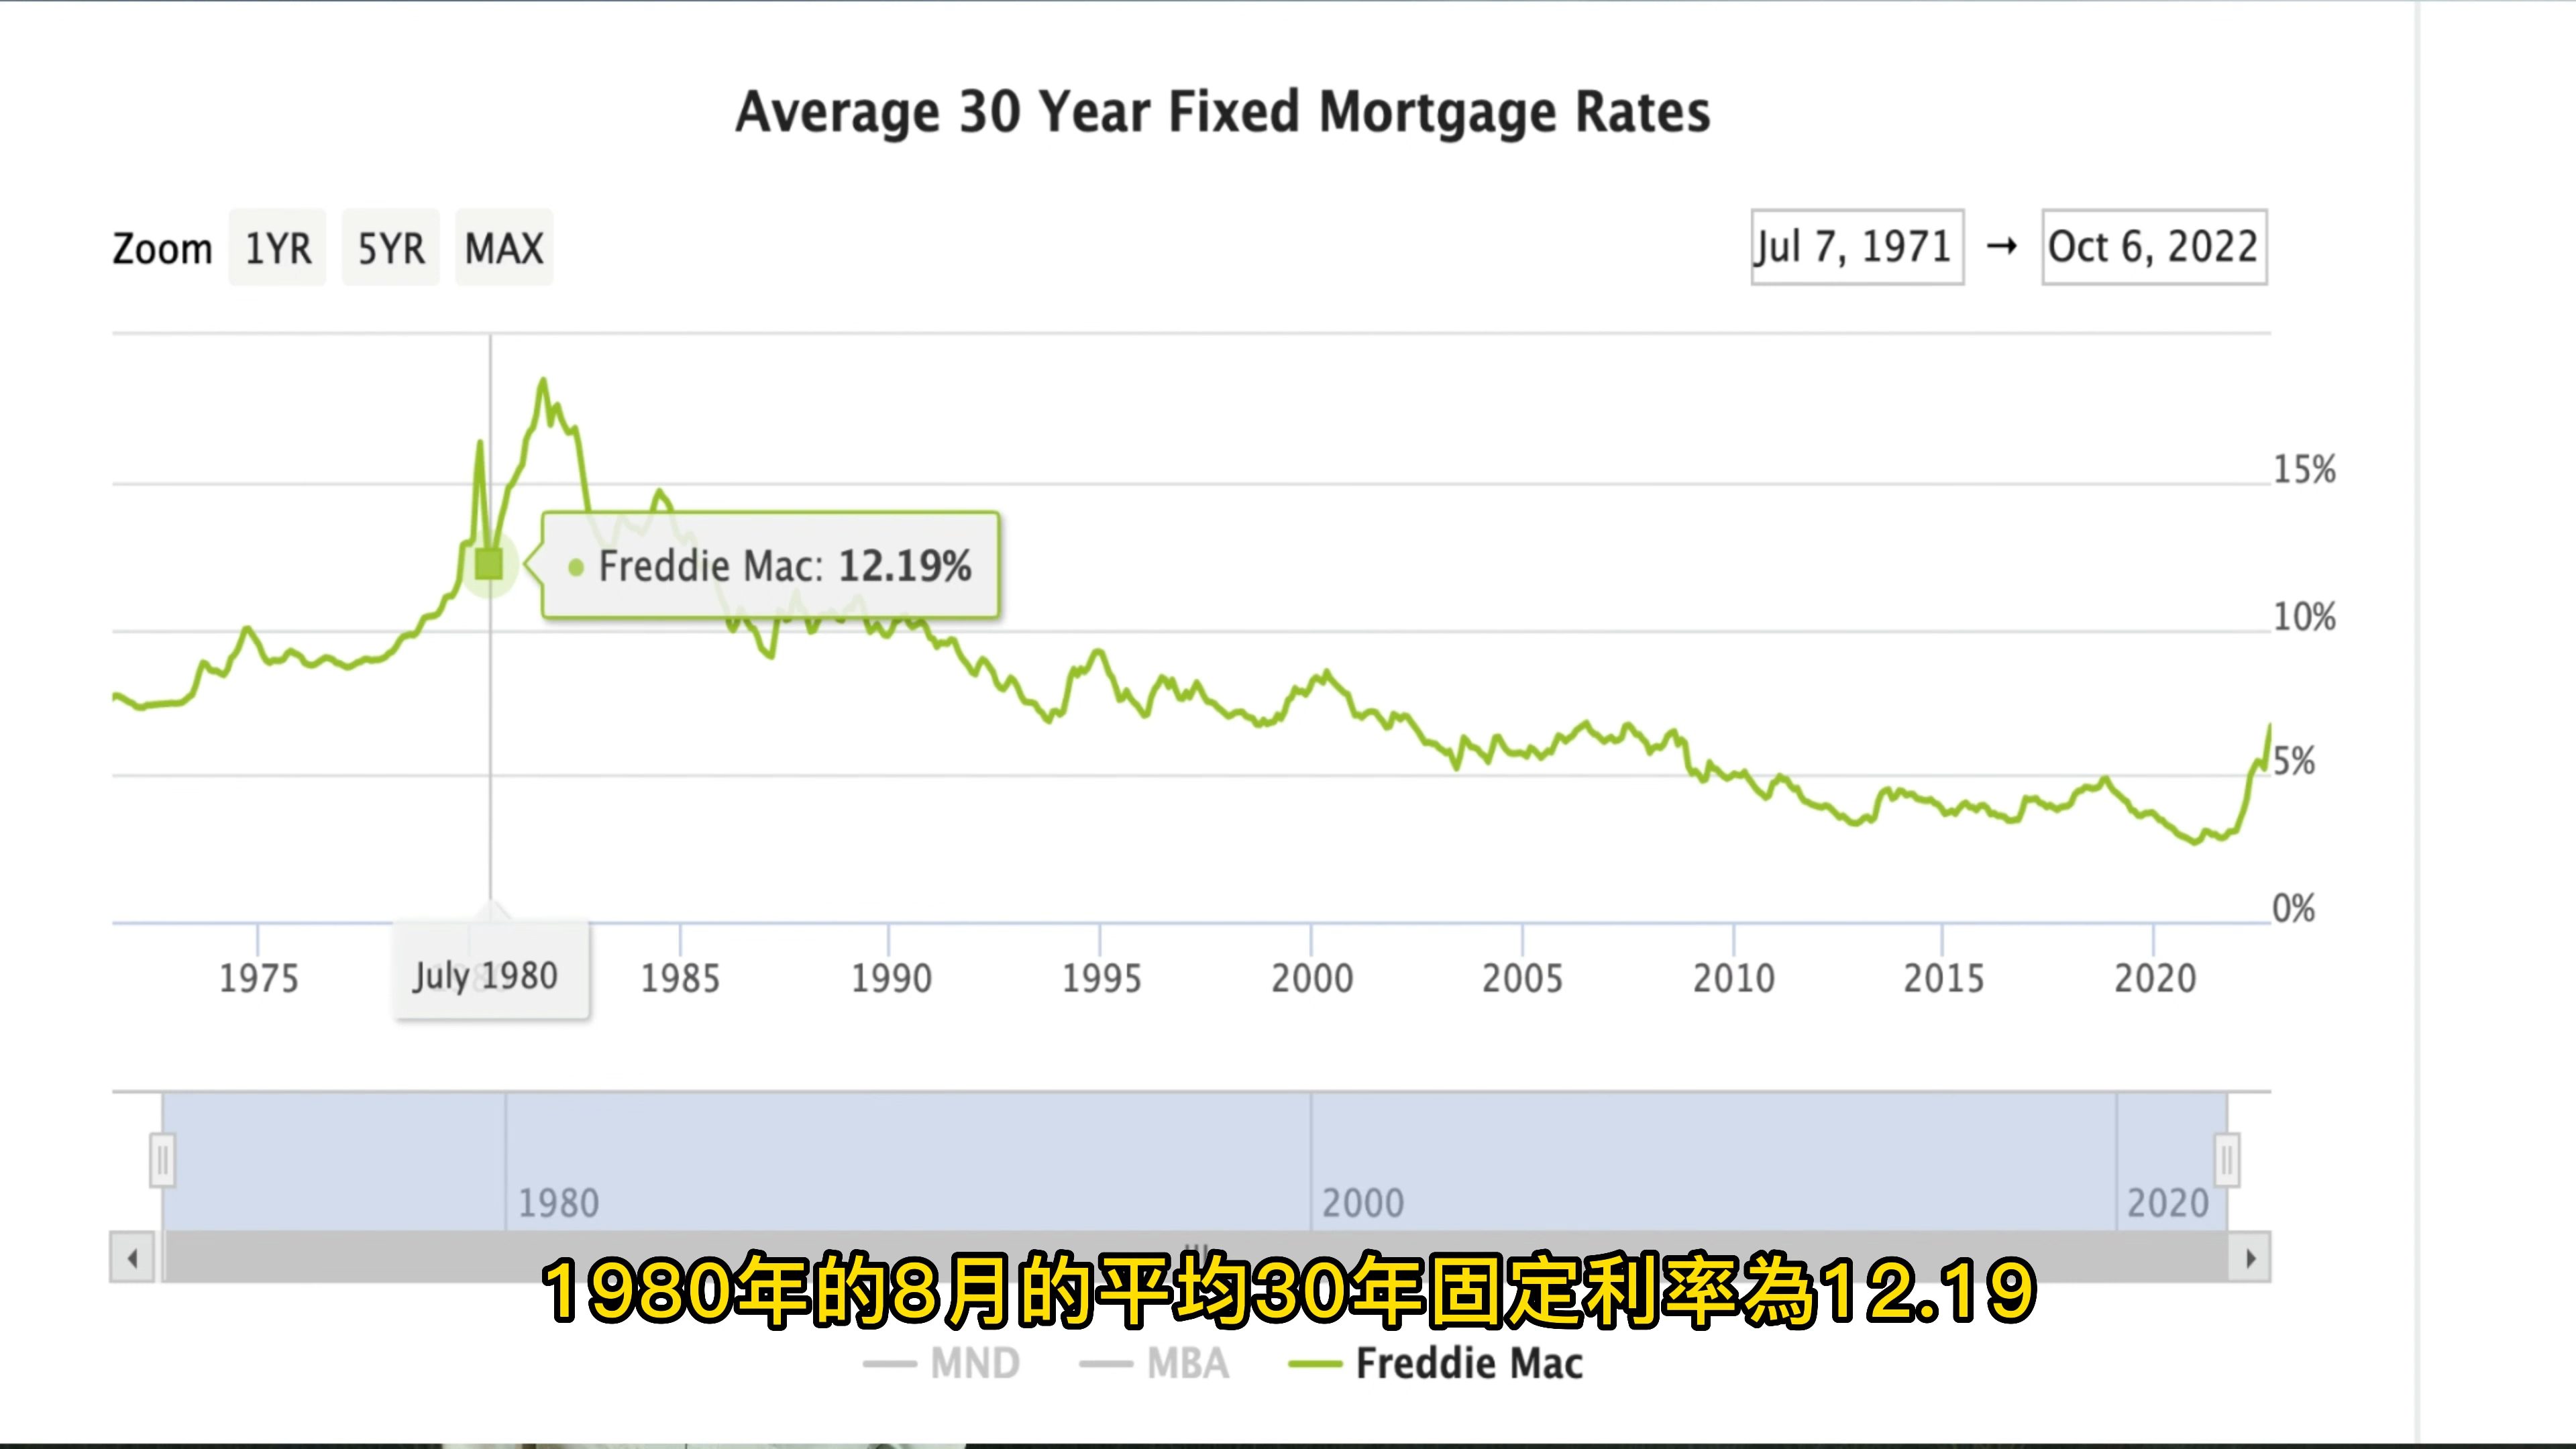 Average 30 Year Fixed Mortgage Rates
Zoom 1YR 5YR MAX
Jul 7, 1971 → Oct 6, 2022
15%
Freddie Mac: 12.19%
10%
5%
0%
1975 July 1980 1985 1990 1995 2000 2005 2010 2015 2020
1980 2000 2020
1980年的8月的平均30年固定利率為12.19
MND MBA Freddie Mac